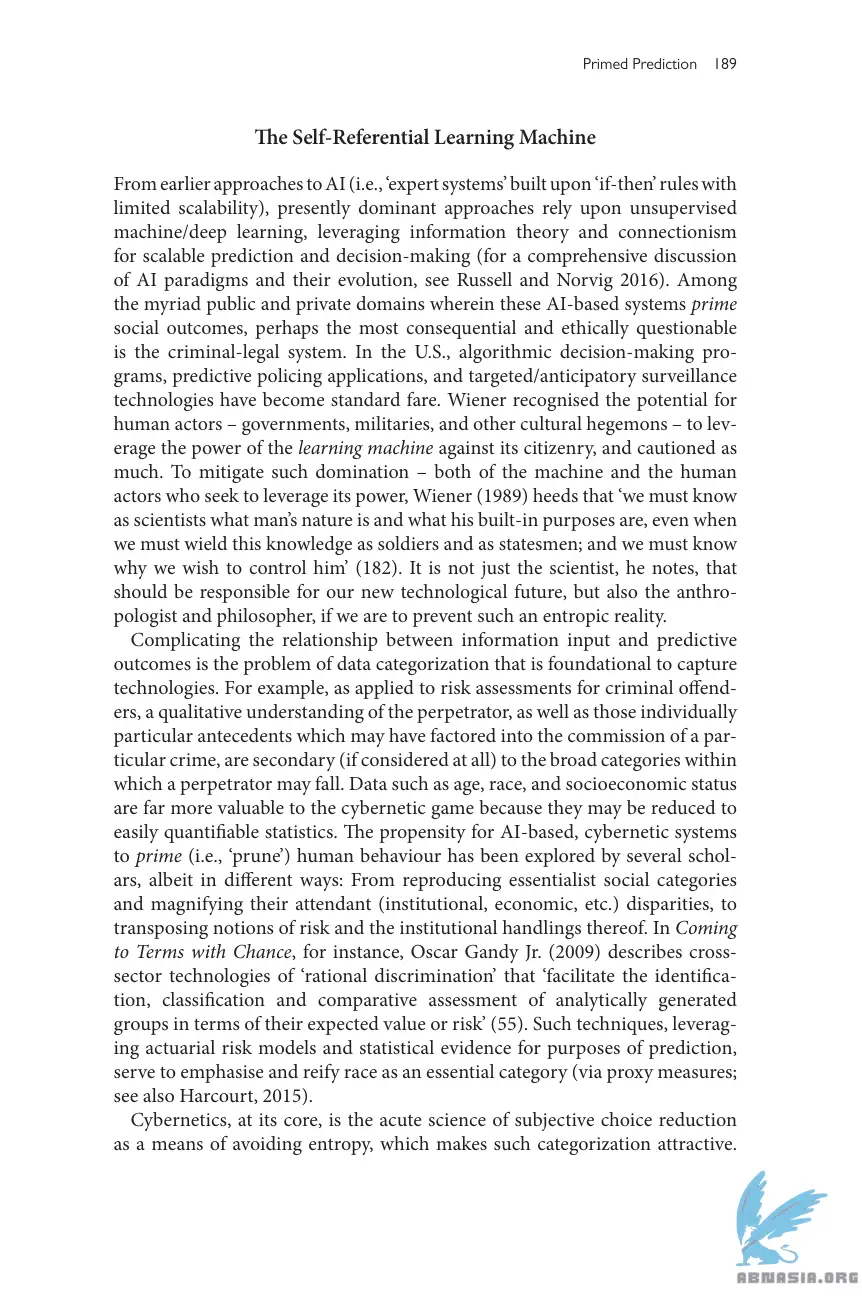 Primed Prediction 189
The Self-Referential Learning Machine
From earlier approaches to AI (i.e., ‘expert systems’ built upon ‘if-then’ rules with
limited scalability), presently dominant approaches rely upon unsupervised
machine/deep learning, leveraging information theory and connectionism
for scalable prediction and decision-making (for a comprehensive discussion
of AI paradigms and their evolution, see Russell and Norvig 2016). Among
the myriad public and private domains wherein these AI-based systems prime
social outcomes, perhaps the most consequential and ethically questionable
is the criminal-legal system. In the U.S., algorithmic decision-making pro-
grams, predictive policing applications, and targeted/anticipatory surveillance
technologies have become standard fare. Wiener recognised the potential for
human actors – governments, militaries, and other cultural hegemons – to lev-
erage the power of the learning machine against its citizenry, and cautioned as
much. To mitigate such domination – both of the machine and the human
actors who seek to leverage its power, Wiener (1989) heeds that ‘we must know
as scientists what man’s nature is and what his built-in purposes are, even when
we must wield this knowledge as soldiers and as statesmen; and we must know
why we wish to control him’ (182). It is not just the scientist, he notes, that
should be responsible for our new technological future, but also the anthro-
pologist and philosopher, if we are to prevent such an entropic reality.
Complicating the relationship between information input and predictive
outcomes is the problem of data categorization that is foundational to capture
technologies. For example, as applied to risk assessments for criminal offend-
ers, a qualitative understanding of the perpetrator, as well as those individually
particular antecedents which may have factored into the commission of a par-
ticular crime, are secondary (if considered at all) to the broad categories within
which a perpetrator may fall. Data such as age, race, and socioeconomic status
are far more valuable to the cybernetic game because they may be reduced to
easily quantifiable statistics. The propensity for AI-based, cybernetic systems
to prime (i.e., ‘prune’) human behaviour has been explored by several schol-
ars, albeit in different ways: From reproducing essentialist social categories
and magnifying their attendant (institutional, economic, etc.) disparities, to
transposing notions of risk and the institutional handlings thereof. In Coming
to Terms with Chance, for instance, Oscar Gandy Jr. (2009) describes cross-
sector technologies of ‘rational discrimination’ that ‘facilitate the identifica-
tion, classification and comparative assessment of analytically generated
groups in terms of their expected value or risk’ (55). Such techniques, leverag-
ing actuarial risk models and statistical evidence for purposes of prediction,
serve to emphasise and reify race as an essential category (via proxy measures;
see also Harcourt, 2015).
Cybernetics, at its core, is the acute science of subjective choice reduction
as a means of avoiding entropy, which makes such categorization attractive.
ABNASIA.ORG